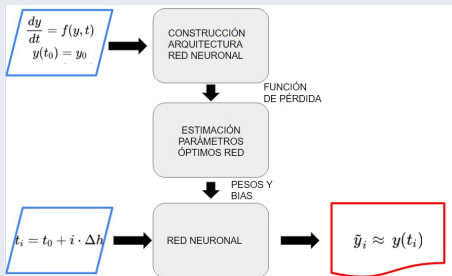 dy/dt = f(y, t)
y(t₀) = y₀
CONSTRUCCIÓN
ARQUITECTURA
RED NEURONAL
FUNCIÓN
DE PÉRDIDA
ESTIMACIÓN
PARÁMETROS
ÓPTIMOS RED
PESOS Y
BIAS
tᵢ = t₀ + i · Δh
RED NEURONAL
ỹᵢ ≈ y(tᵢ)